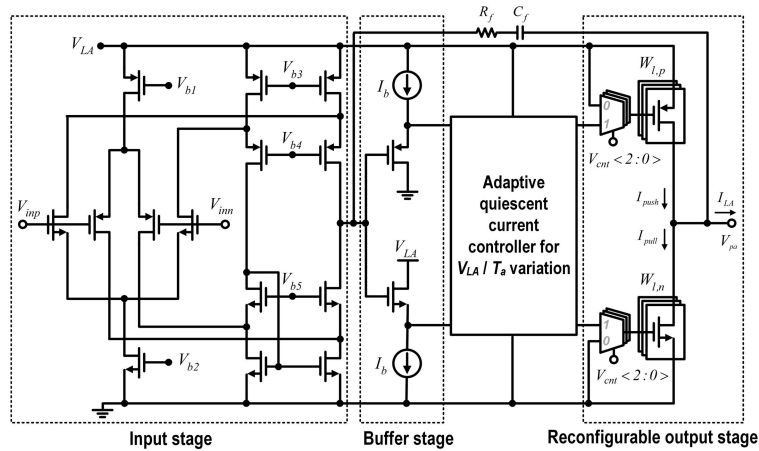 R_f C_f
V_LA
V_b1
V_b3
I_b
W_l,p
0
1
V_cnt<2:0>
V_b4
V_inp
V_inn
Adaptive
quiescent
current
controller for
V_LA / T_a variation
I_push
I_LA
I_pull
V_pa
V_LA
V_b5
W_l,n
1
0
V_b2
I_b
V_cnt<2:0>
Input stage
Buffer stage
Reconfigurable output stage